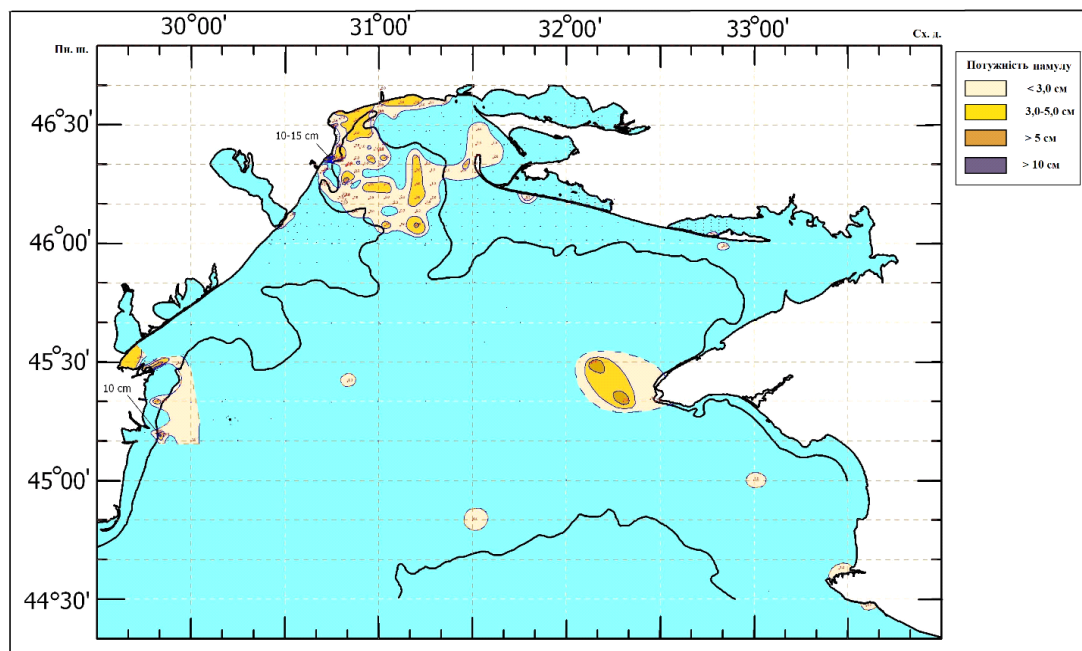 30°00' 31°00' 32°00' 33°00'
Пн. ш. Сх. д.
Потужність намулу
< 3,0 см
3,0-5,0 см
> 5 см
> 10 см
46°30'
10-15 cm
46°00'
45°30'
10 cm
45°00'
44°30'